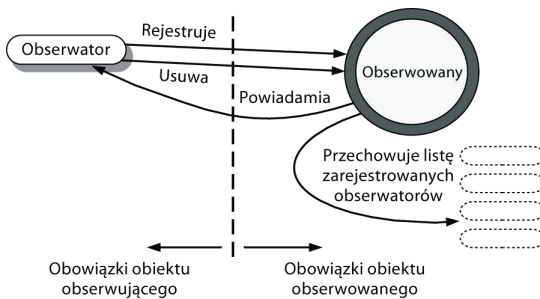 Rejestruje
Obserwator
Obserwowany
Usuwa
Powiadamia
Przechowuje listę
zarejestrowanych
obserwatorów
Obowiązki obiektu
obserwującego
Obowiązki obiektu
obserwowanego